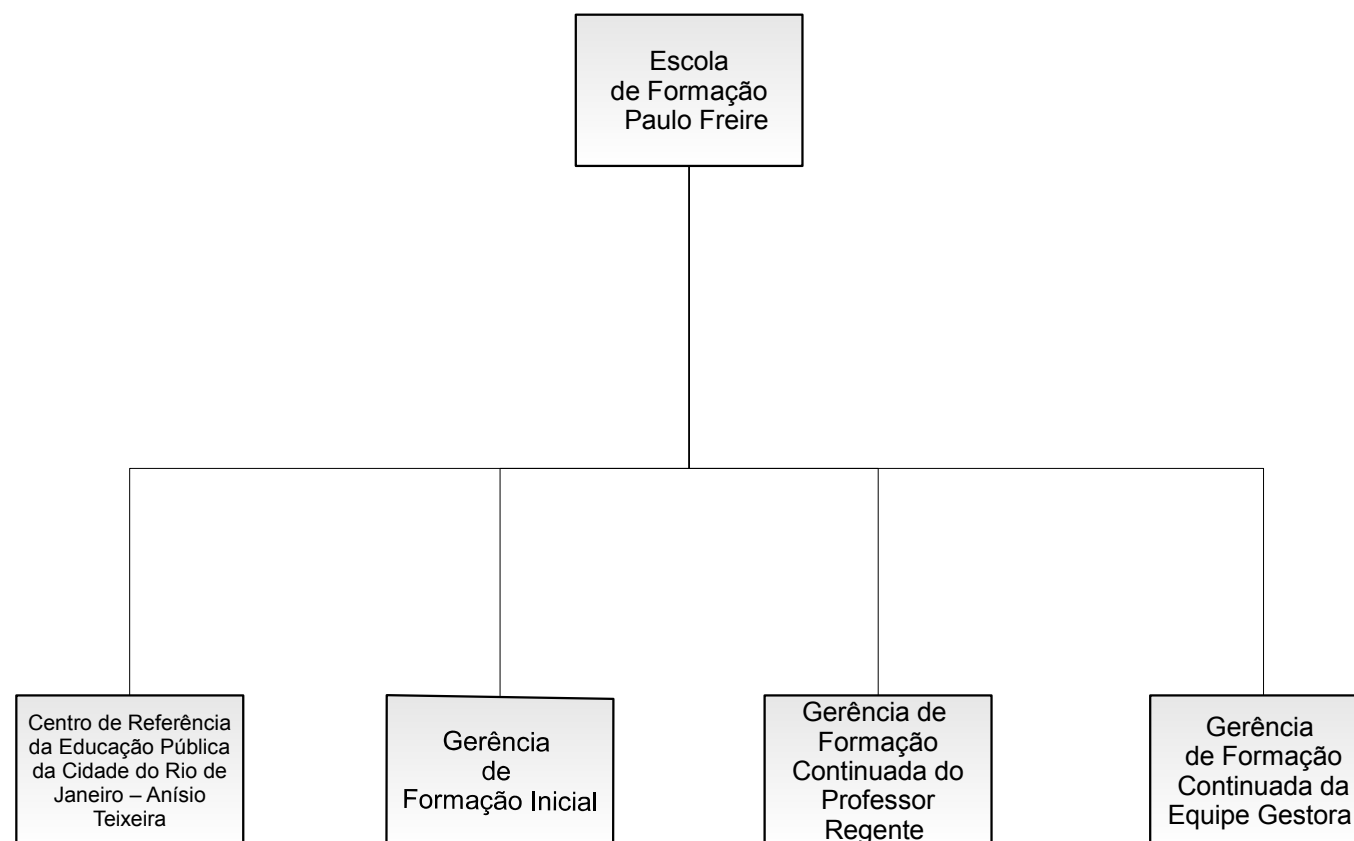 Escola
de Formação
Paulo Freire
Centro de Referência
da Educação Pública
da Cidade do Rio de
Janeiro – Anísio
Teixeira
Gerência
de
Formação Inicial
Gerência de
Formação
Continuada do
Professor
Regente
Gerência
de Formação
Continuada da
Equipe Gestora